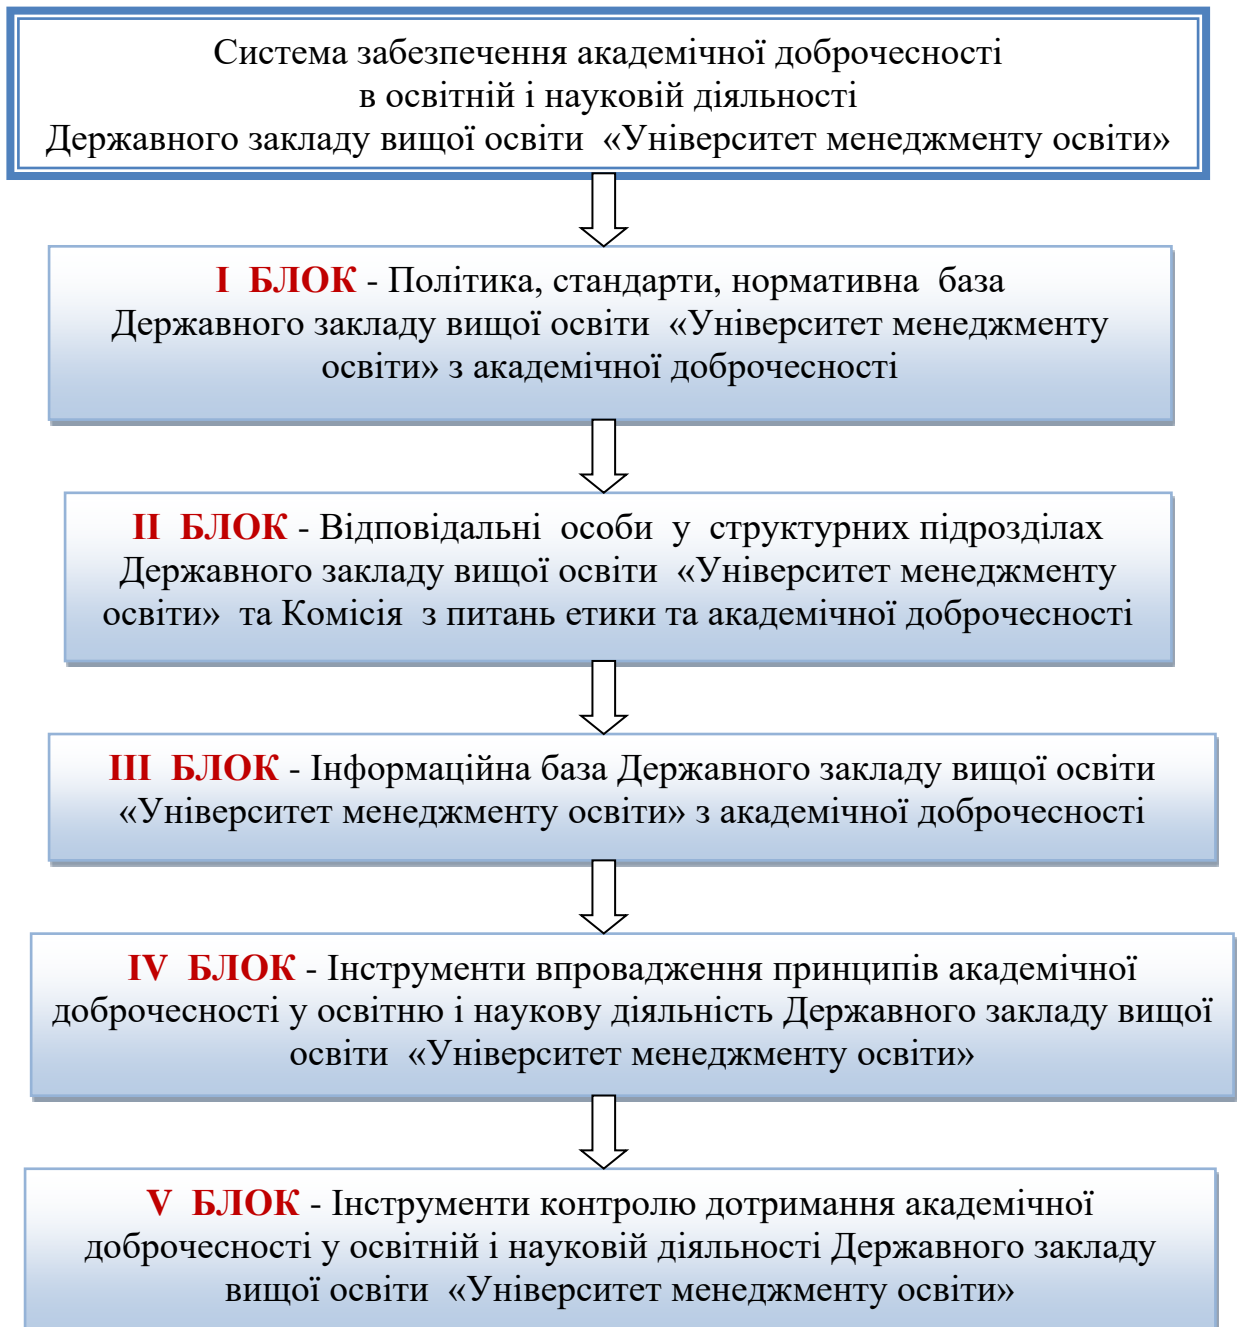 Система забезпечення академічної доброчесності
в освітній і науковій діяльності
Державного закладу вищої освіти «Університет менеджменту освіти»
І БЛОК - Політика, стандарти, нормативна база
Державного закладу вищої освіти «Університет менеджменту
освіти» з академічної доброчесності
ІІ БЛОК - Відповідальні особи у структурних підрозділах
Державного закладу вищої освіти «Університет менеджменту
освіти» та Комісія з питань етики та академічної доброчесності
ІІІ БЛОК - Інформаційна база Державного закладу вищої освіти
«Університет менеджменту освіти» з академічної доброчесності
IV БЛОК - Інструменти впровадження принципів академічної
доброчесності у освітню і наукову діяльність Державного закладу вищої
освіти «Університет менеджменту освіти»
V БЛОК - Інструменти контролю дотримання академічної
доброчесності у освітній і науковій діяльності Державного закладу
вищої освіти «Університет менеджменту освіти»